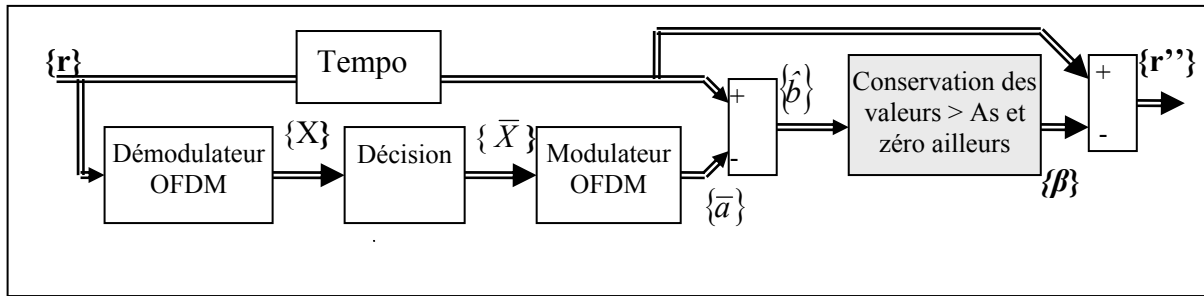 {r}
Tempo
+
-
{b̂}
Conservation des
valeurs > As et
zéro ailleurs
{β}
+
-
{r’’}
Démodulateur
OFDM
{X}
Décision
{X̅}
Modulateur
OFDM
{a̅}